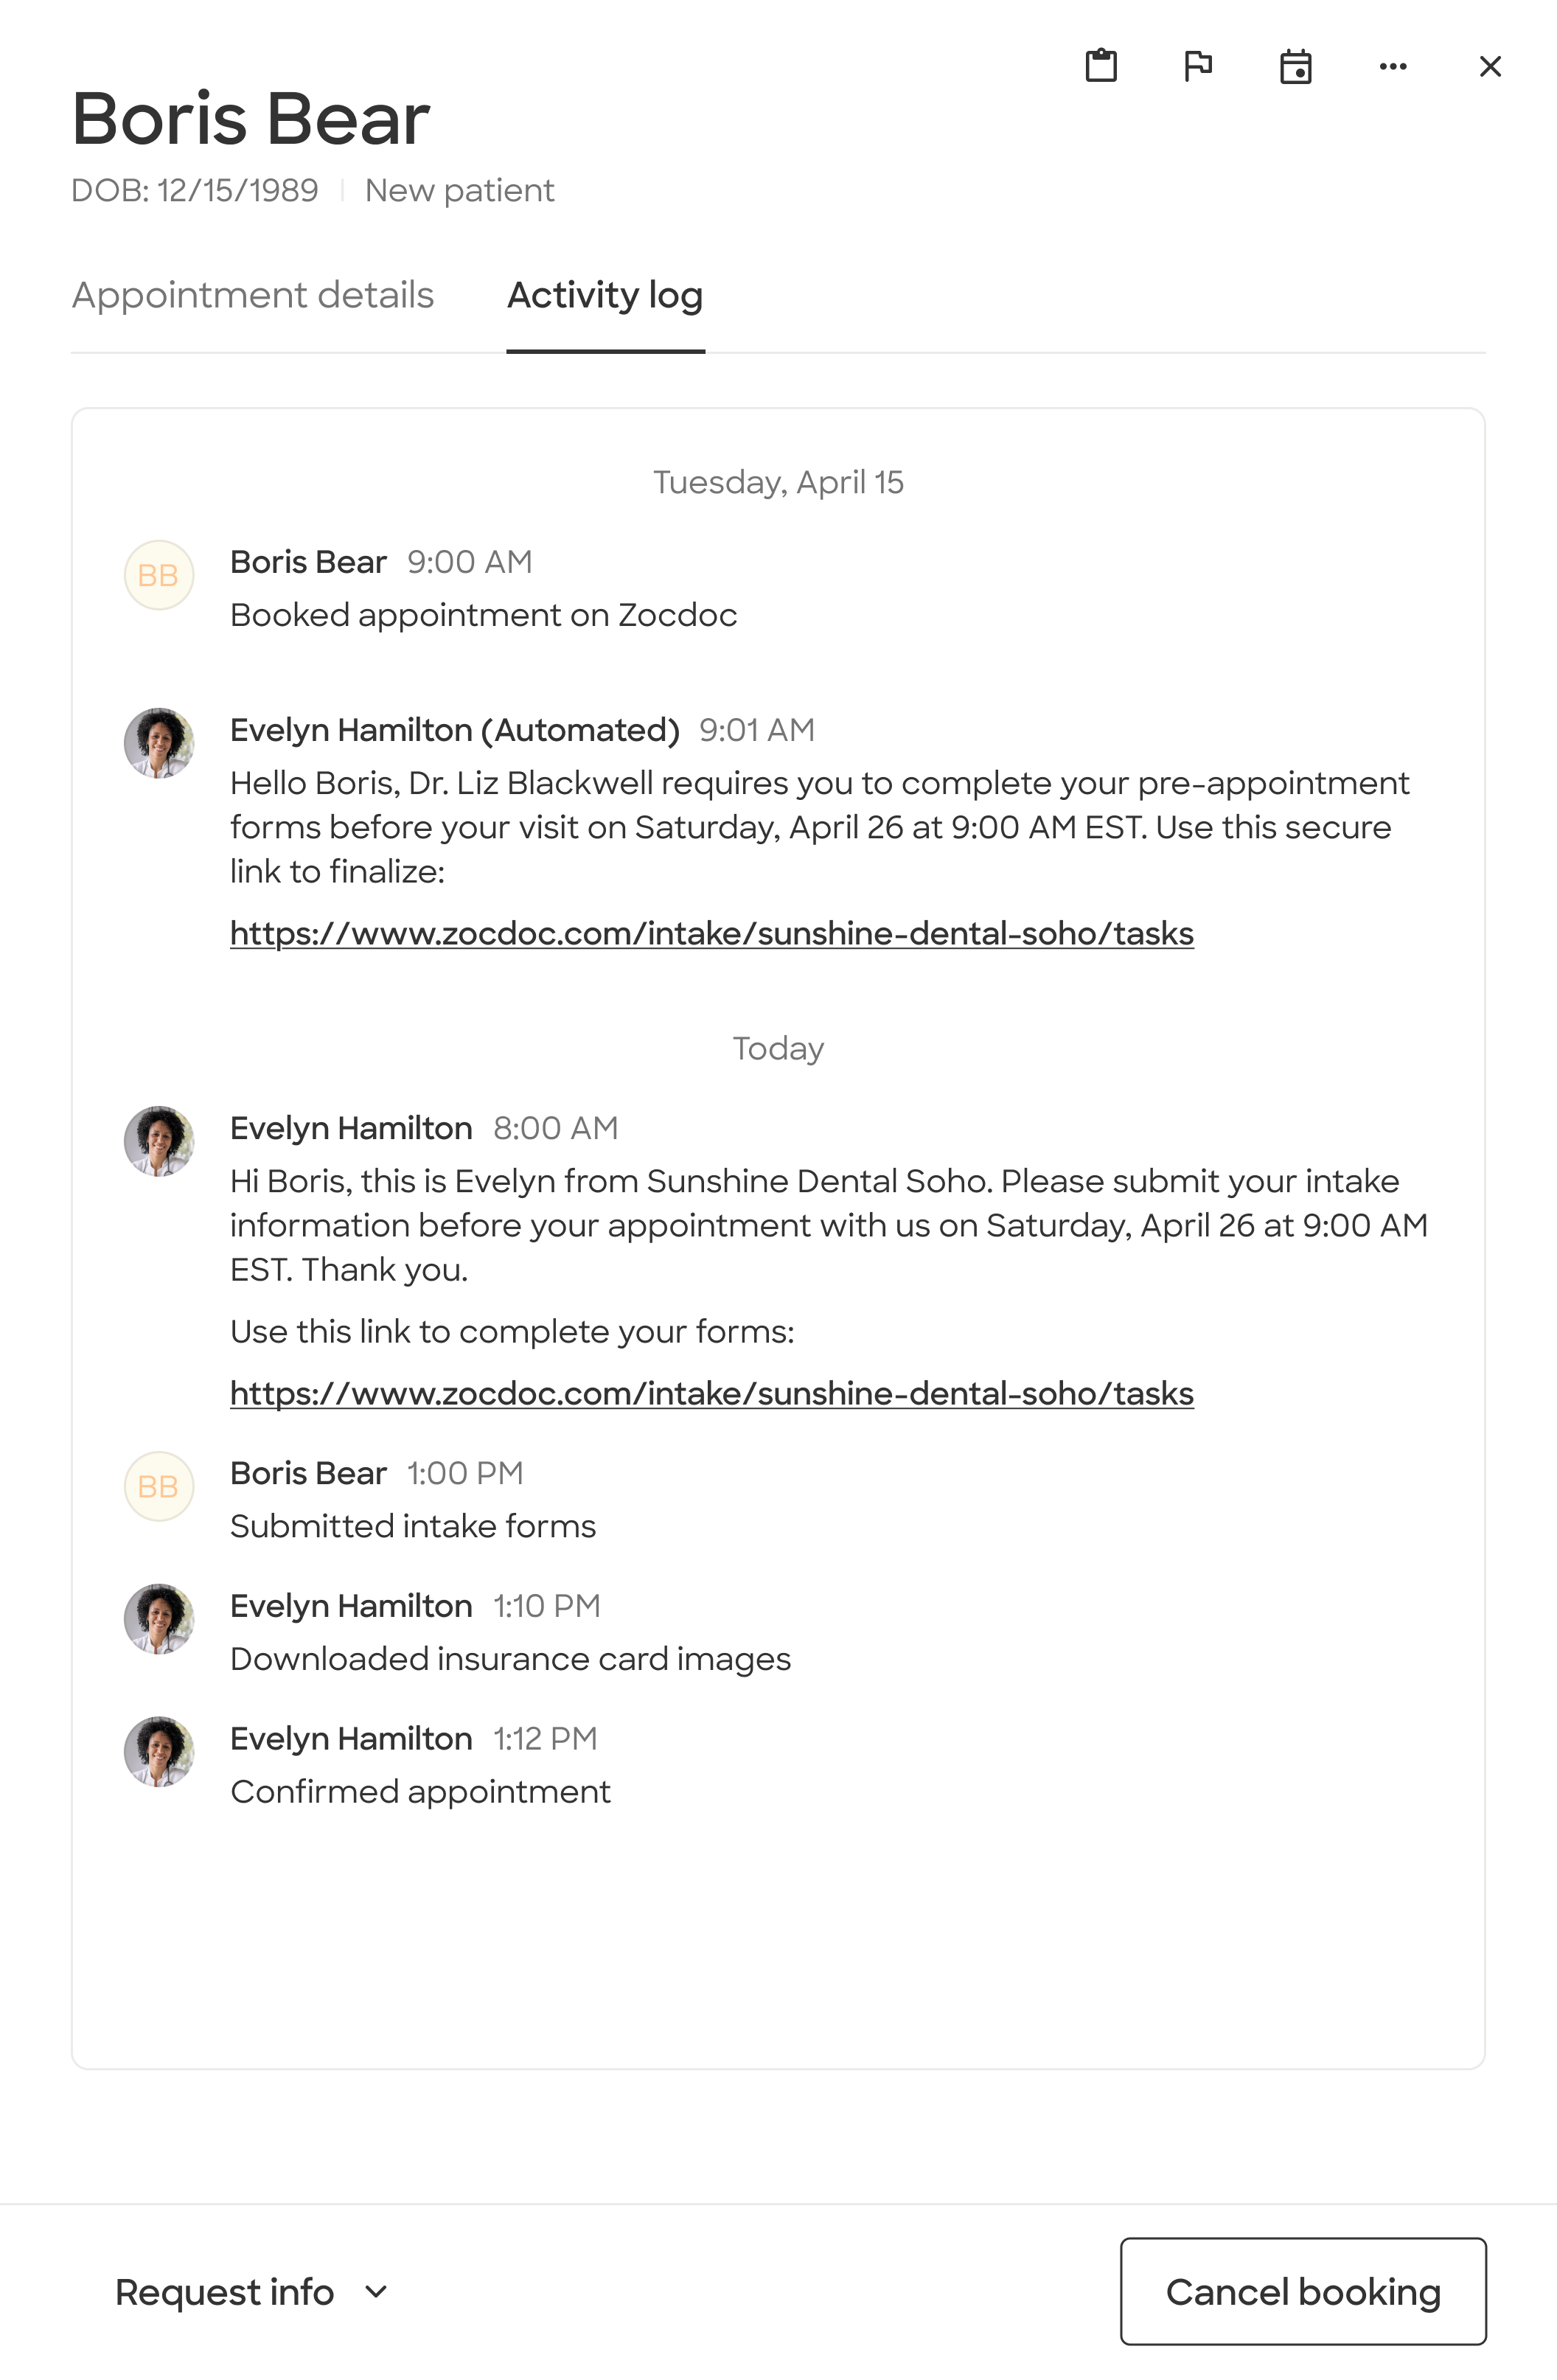 Boris Bear
DOB: 12/15/1989 | New patient
Appointment details Activity log
Tuesday, April 15
BB
Boris Bear 9:00 AM
Booked appointment on Zocdoc
Evelyn Hamilton (Automated) 9:01 AM
Hello Boris, Dr. Liz Blackwell requires you to complete your pre-appointment
forms before your visit on Saturday, April 26 at 9:00 AM EST. Use this secure
link to finalize:
https://www.zocdoc.com/intake/sunshine-dental-soho/tasks
Today
Evelyn Hamilton 8:00 AM
Hi Boris, this is Evelyn from Sunshine Dental Soho. Please submit your intake
information before your appointment with us on Saturday, April 26 at 9:00 AM
EST. Thank you.
Use this link to complete your forms:
https://www.zocdoc.com/intake/sunshine-dental-soho/tasks
BB
Boris Bear 1:00 PM
Submitted intake forms
Evelyn Hamilton 1:10 PM
Downloaded insurance card images
Evelyn Hamilton 1:12 PM
Confirmed appointment
Request info
Cancel booking